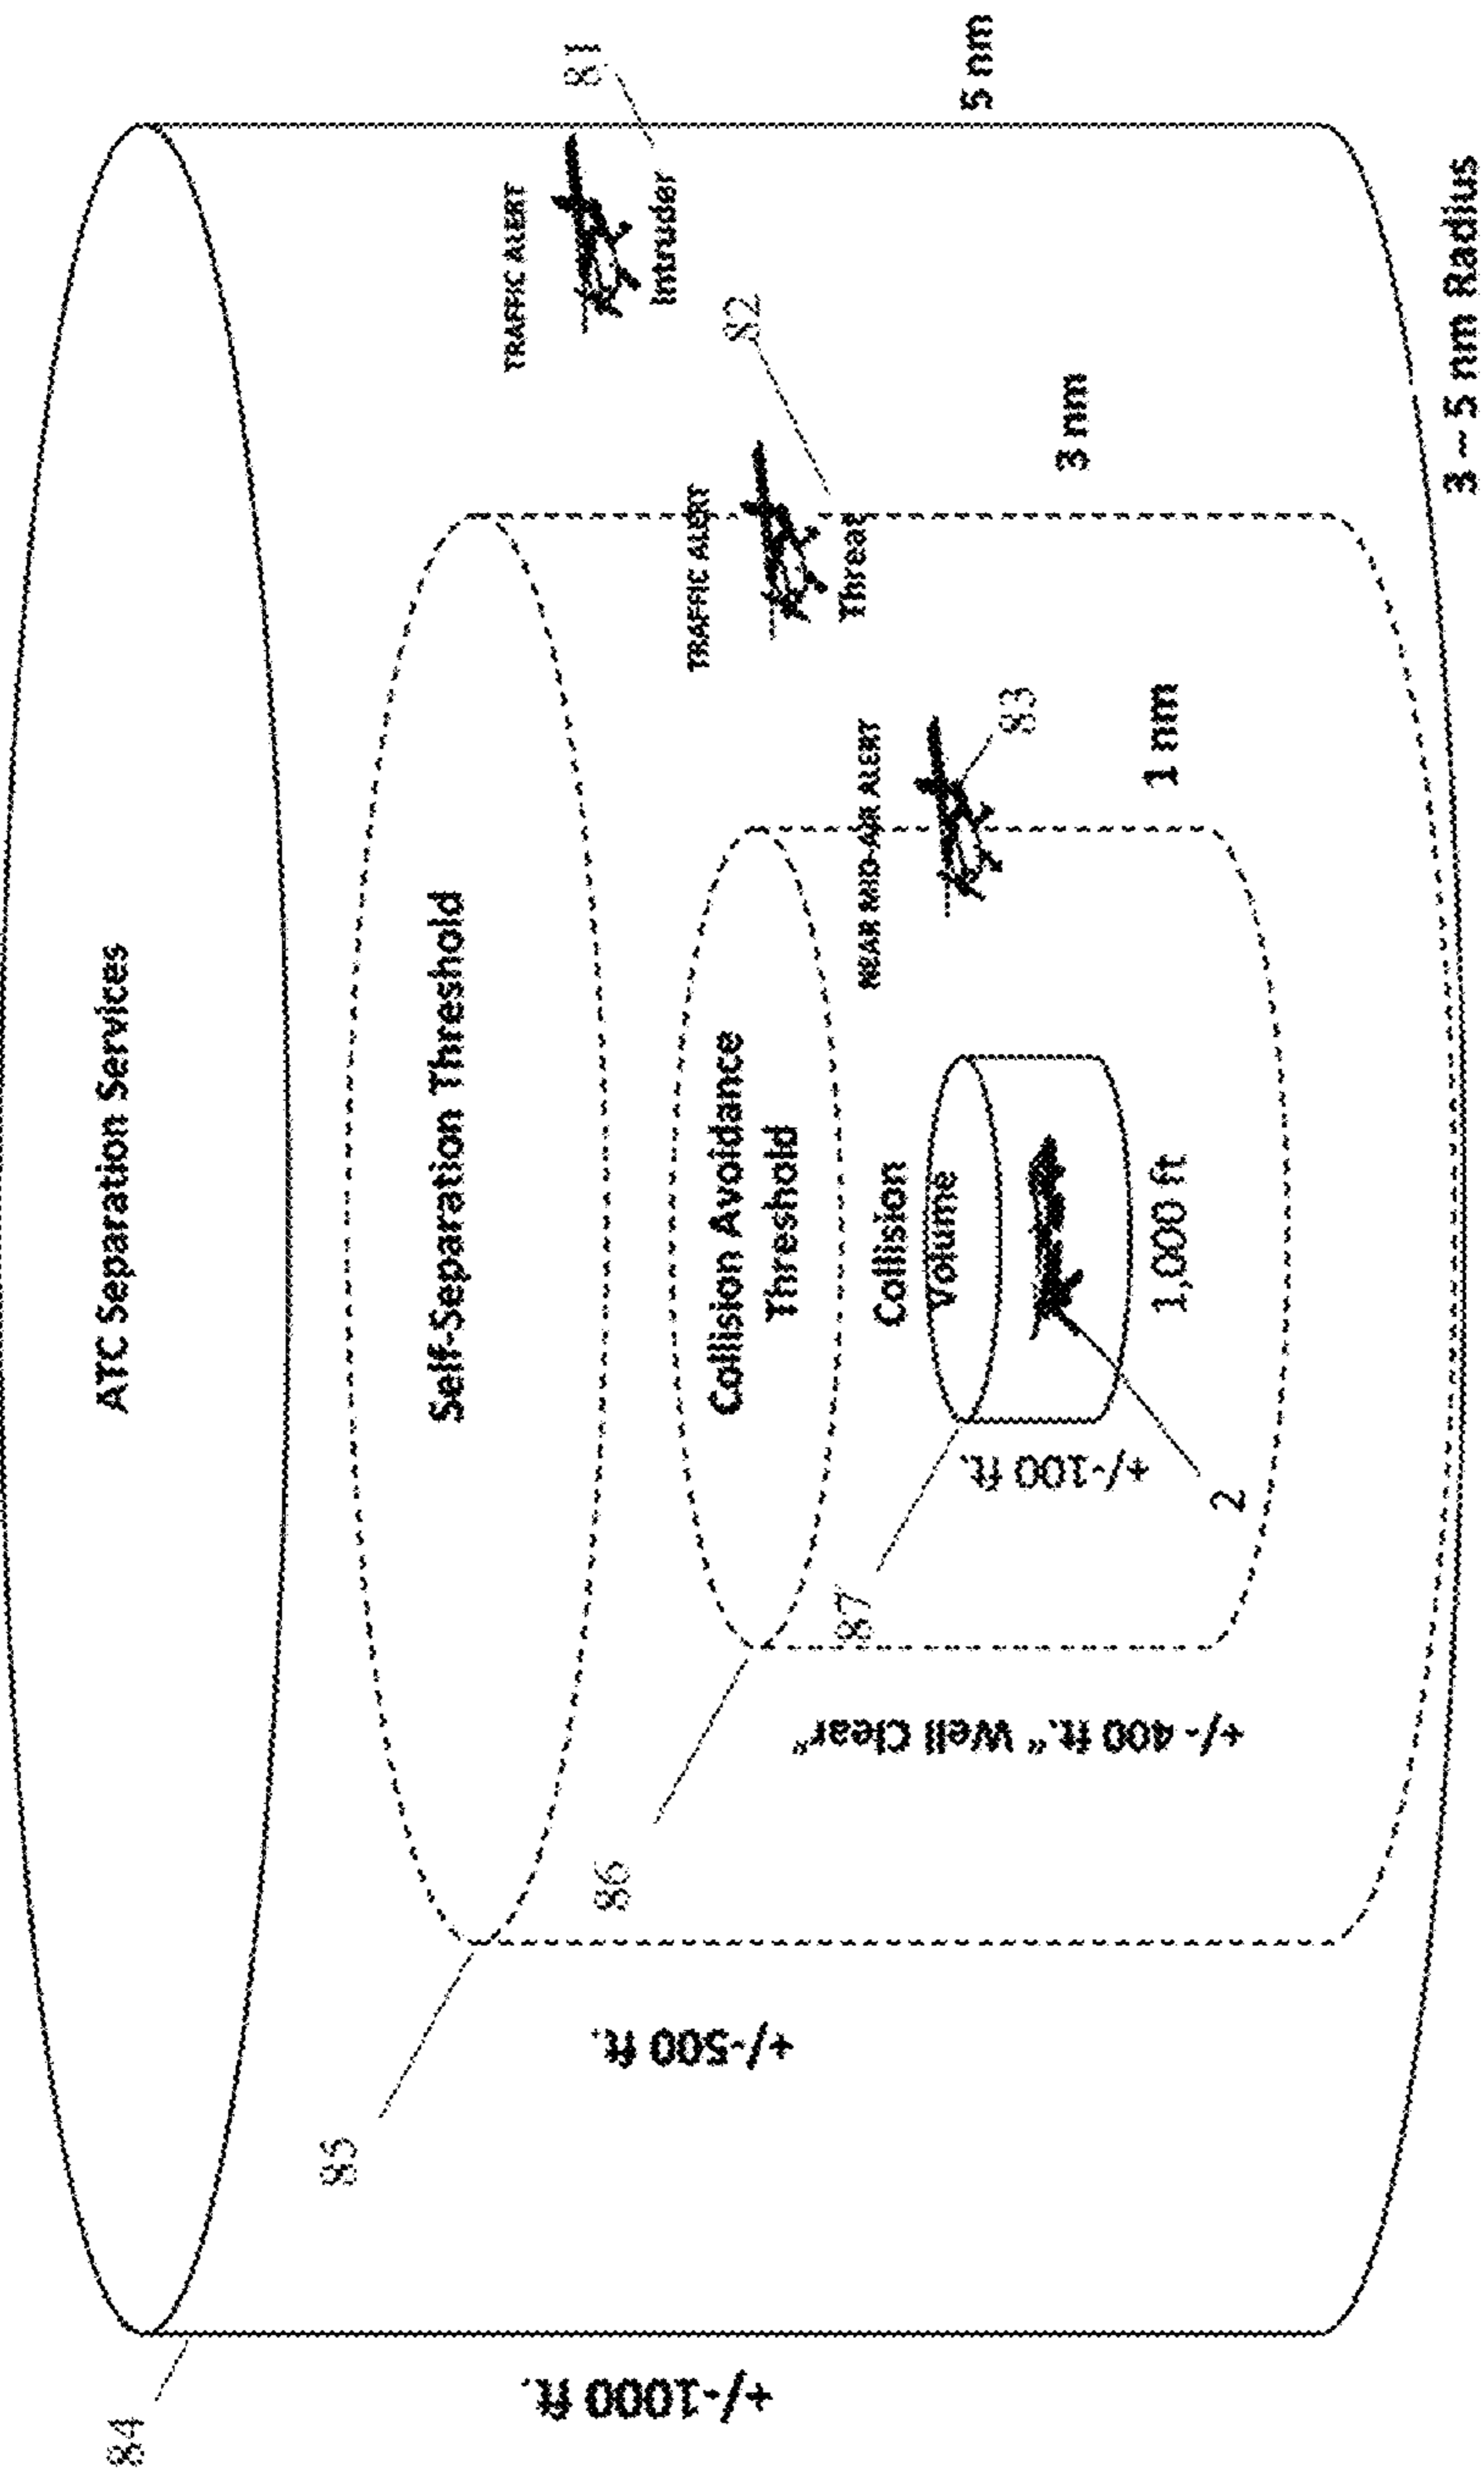 84
ATC Separation Services
81
TRAFFIC ALERT
Intruder
5 nm
+/-1000 ft.
85
Self-Separation Threshold
82
TRAFFIC ALERT
Threat
3 nm
+/-500 ft.
86
Collision Avoidance
Threshold
NEAR MID-AIR ALERT
83
1 nm
+/-400 ft. "Well Clear"
87
Collision
Volume
+/-100 ft.
1,000 ft
2
3 – 5 nm Radius